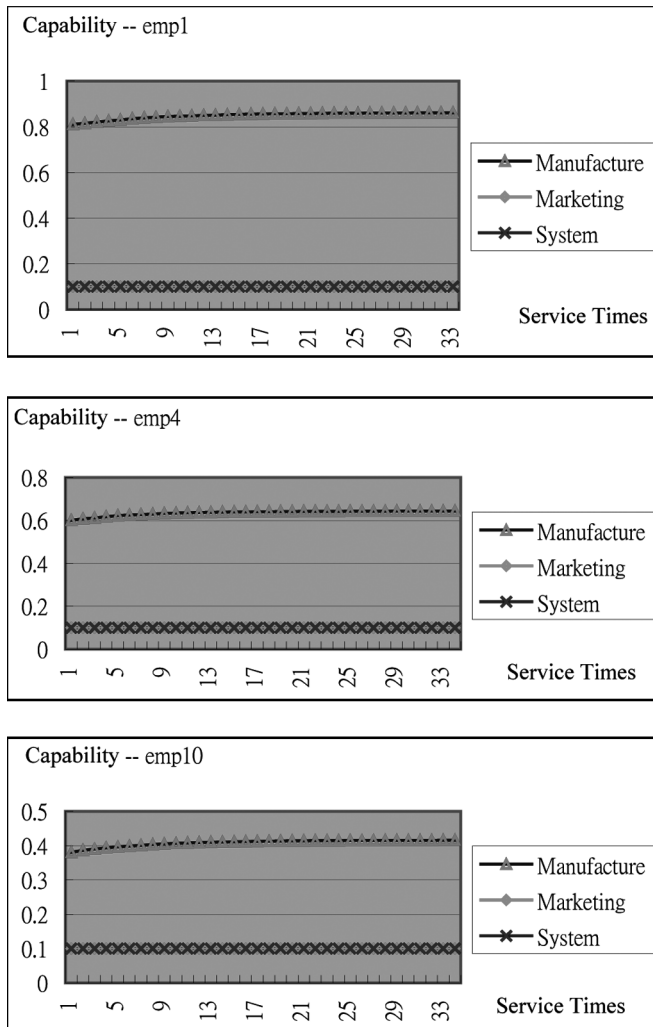 Capability -- emp1
1
0.8
0.6
0.4
0.2
0
1 5 9 13 17 21 25 29 33
Manufacture
Marketing
System
Service Times
Capability -- emp4
0.8
0.6
0.4
0.2
0
1 5 9 13 17 21 25 29 33
Manufacture
Marketing
System
Service Times
Capability -- emp10
0.5
0.4
0.3
0.2
0.1
0
1 5 9 13 17 21 25 29 33
Manufacture
Marketing
System
Service Times